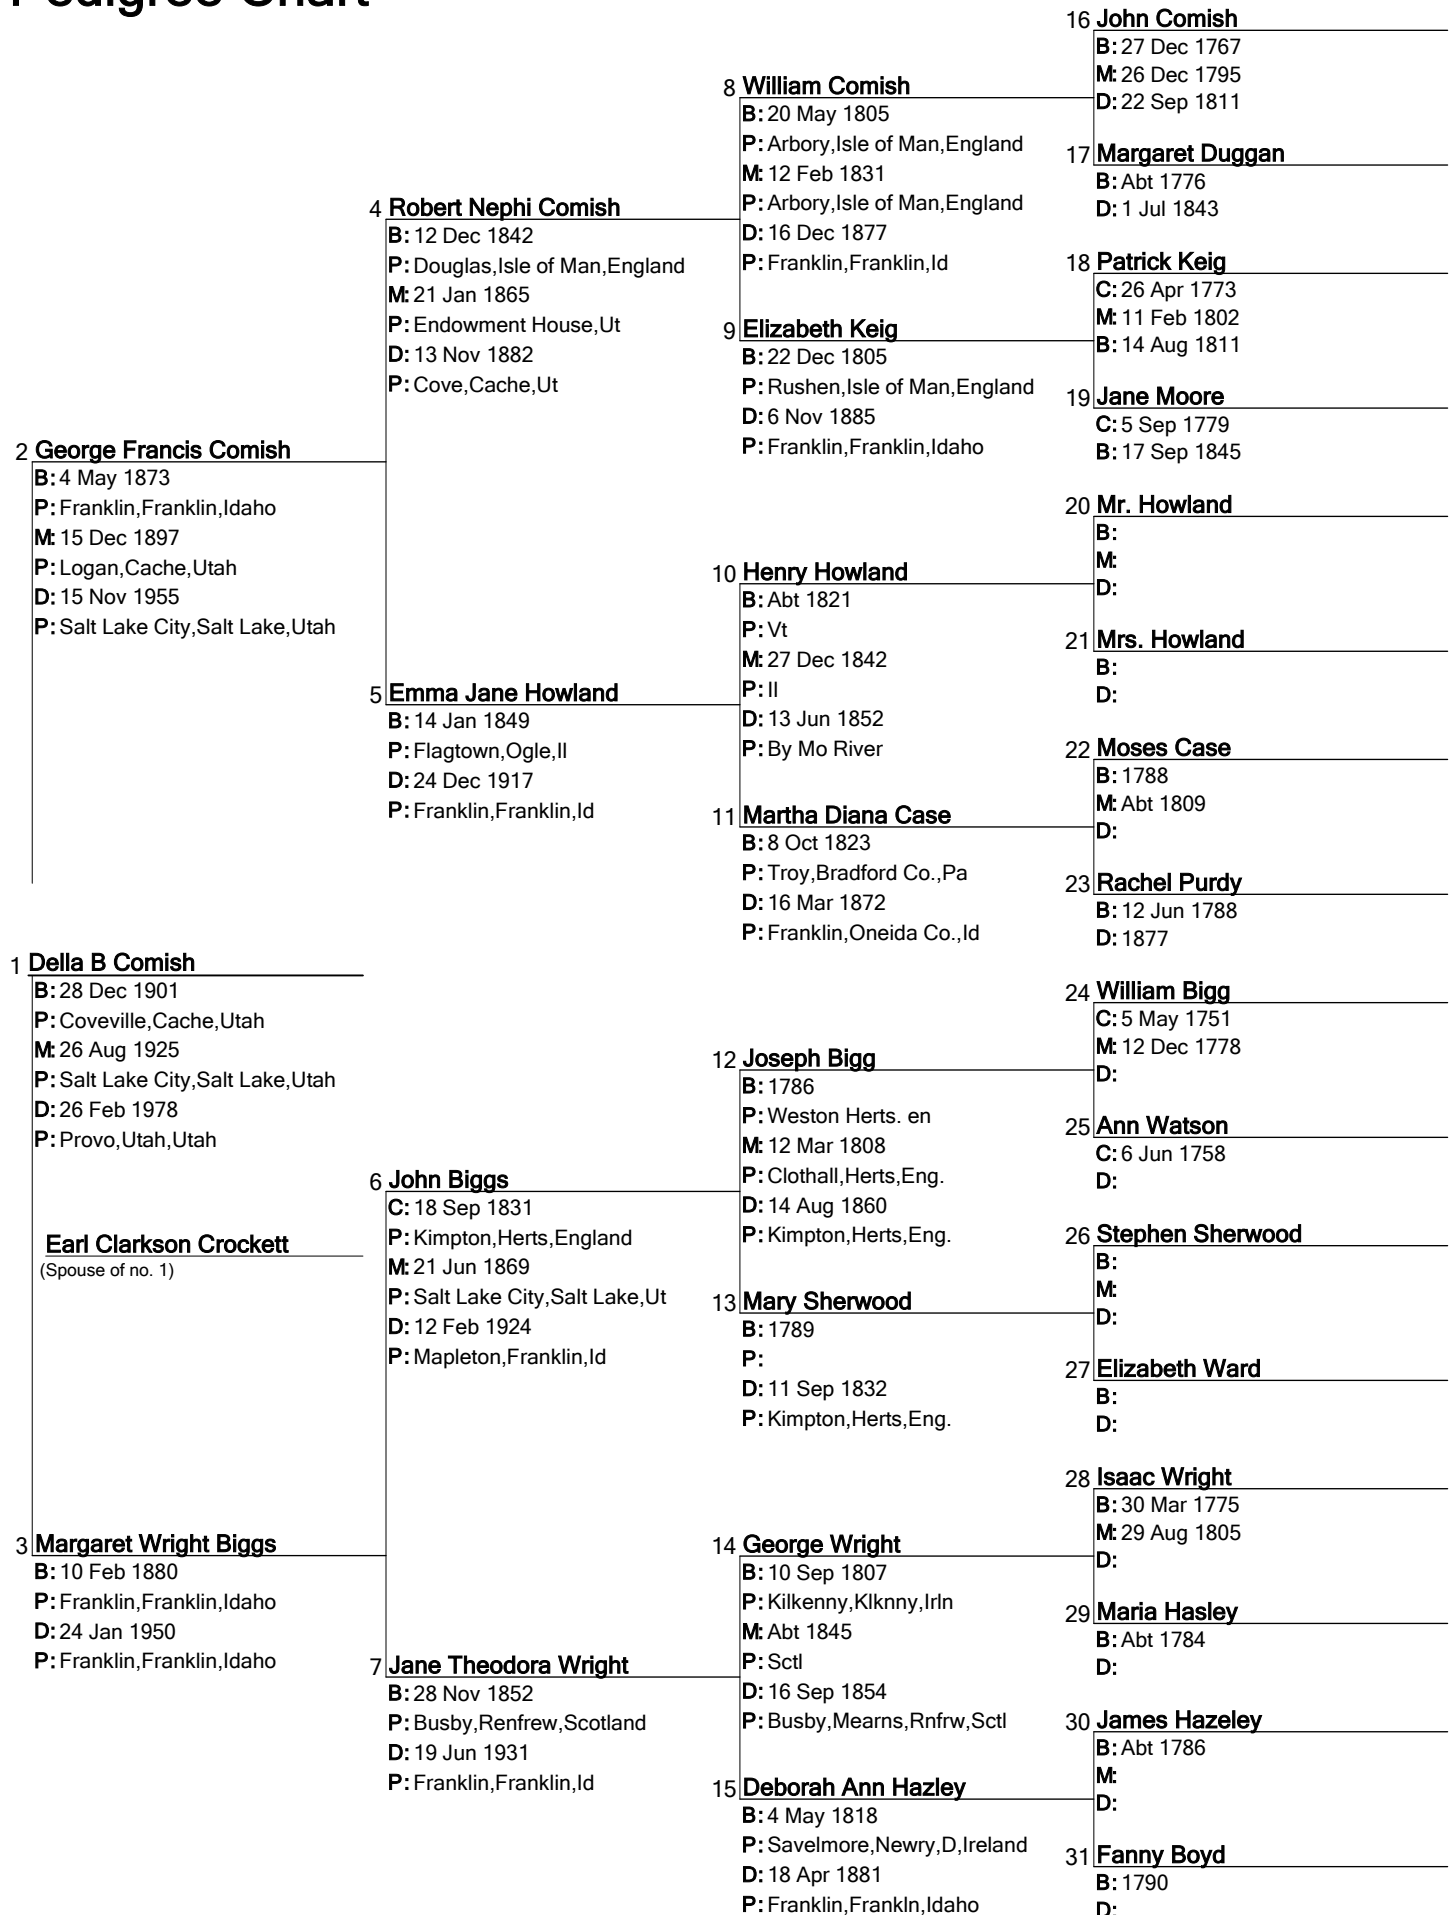 Pedigree Chart
16 John Comish
B: 27 Dec 1767
M: 26 Dec 1795
D: 22 Sep 1811
8 William Comish
B: 20 May 1805
P: Arbory,Isle of Man,England
M: 12 Feb 1831
P: Arbory,Isle of Man,England
D: 16 Dec 1877
P: Franklin,Franklin,Id
17 Margaret Duggan
B: Abt 1776
D: 1 Jul 1843
4 Robert Nephi Comish
B: 12 Dec 1842
P: Douglas,Isle of Man,England
M: 21 Jan 1865
P: Endowment House,Ut
D: 13 Nov 1882
P: Cove,Cache,Ut
18 Patrick Keig
C: 26 Apr 1773
M: 11 Feb 1802
B: 14 Aug 1811
9 Elizabeth Keig
B: 22 Dec 1805
P: Rushen,Isle of Man,England
D: 6 Nov 1885
P: Franklin,Franklin,Idaho
19 Jane Moore
C: 5 Sep 1779
B: 17 Sep 1845
2 George Francis Comish
B: 4 May 1873
P: Franklin,Franklin,Idaho
M: 15 Dec 1897
P: Logan,Cache,Utah
D: 15 Nov 1955
P: Salt Lake City,Salt Lake,Utah
20 Mr. Howland
B:
M:
D:
10 Henry Howland
B: Abt 1821
P: Vt
M: 27 Dec 1842
P: Il
D: 13 Jun 1852
P: By Mo River
21 Mrs. Howland
B:
D:
5 Emma Jane Howland
B: 14 Jan 1849
P: Flagtown,Ogle,Il
D: 24 Dec 1917
P: Franklin,Franklin,Id
22 Moses Case
B: 1788
M: Abt 1809
D:
11 Martha Diana Case
B: 8 Oct 1823
P: Troy,Bradford Co.,Pa
D: 16 Mar 1872
P: Franklin,Oneida Co.,Id
23 Rachel Purdy
B: 12 Jun 1788
D: 1877
1 Della B Comish
B: 28 Dec 1901
P: Coveville,Cache,Utah
M: 26 Aug 1925
P: Salt Lake City,Salt Lake,Utah
D: 26 Feb 1978
P: Provo,Utah,Utah
24 William Bigg
C: 5 May 1751
M: 12 Dec 1778
D:
12 Joseph Bigg
B: 1786
P: Weston Herts. en
M: 12 Mar 1808
P: Clothall,Herts,Eng.
D: 14 Aug 1860
P: Kimpton,Herts,Eng.
25 Ann Watson
C: 6 Jun 1758
D:
6 John Biggs
C: 18 Sep 1831
P: Kimpton,Herts,England
M: 21 Jun 1869
P: Salt Lake City,Salt Lake,Ut
D: 12 Feb 1924
P: Mapleton,Franklin,Id
Earl Clarkson Crockett
(Spouse of no. 1)
26 Stephen Sherwood
B:
M:
D:
13 Mary Sherwood
B: 1789
P:
D: 11 Sep 1832
P: Kimpton,Herts,Eng.
27 Elizabeth Ward
B:
D:
28 Isaac Wright
B: 30 Mar 1775
M: 29 Aug 1805
D:
3 Margaret Wright Biggs
B: 10 Feb 1880
P: Franklin,Franklin,Idaho
D: 24 Jan 1950
P: Franklin,Franklin,Idaho
14 George Wright
B: 10 Sep 1807
P: Kilkenny,Klknny,Irln
M: Abt 1845
P: Sctl
D: 16 Sep 1854
P: Busby,Mearns,Rnfrw,Sctl
29 Maria Hasley
B: Abt 1784
D:
7 Jane Theodora Wright
B: 28 Nov 1852
P: Busby,Renfrew,Scotland
D: 19 Jun 1931
P: Franklin,Franklin,Id
30 James Hazeley
B: Abt 1786
M:
D:
15 Deborah Ann Hazley
B: 4 May 1818
P: Savelmore,Newry,D,Ireland
D: 18 Apr 1881
P: Franklin,Frankln,Idaho
31 Fanny Boyd
B: 1790
D: